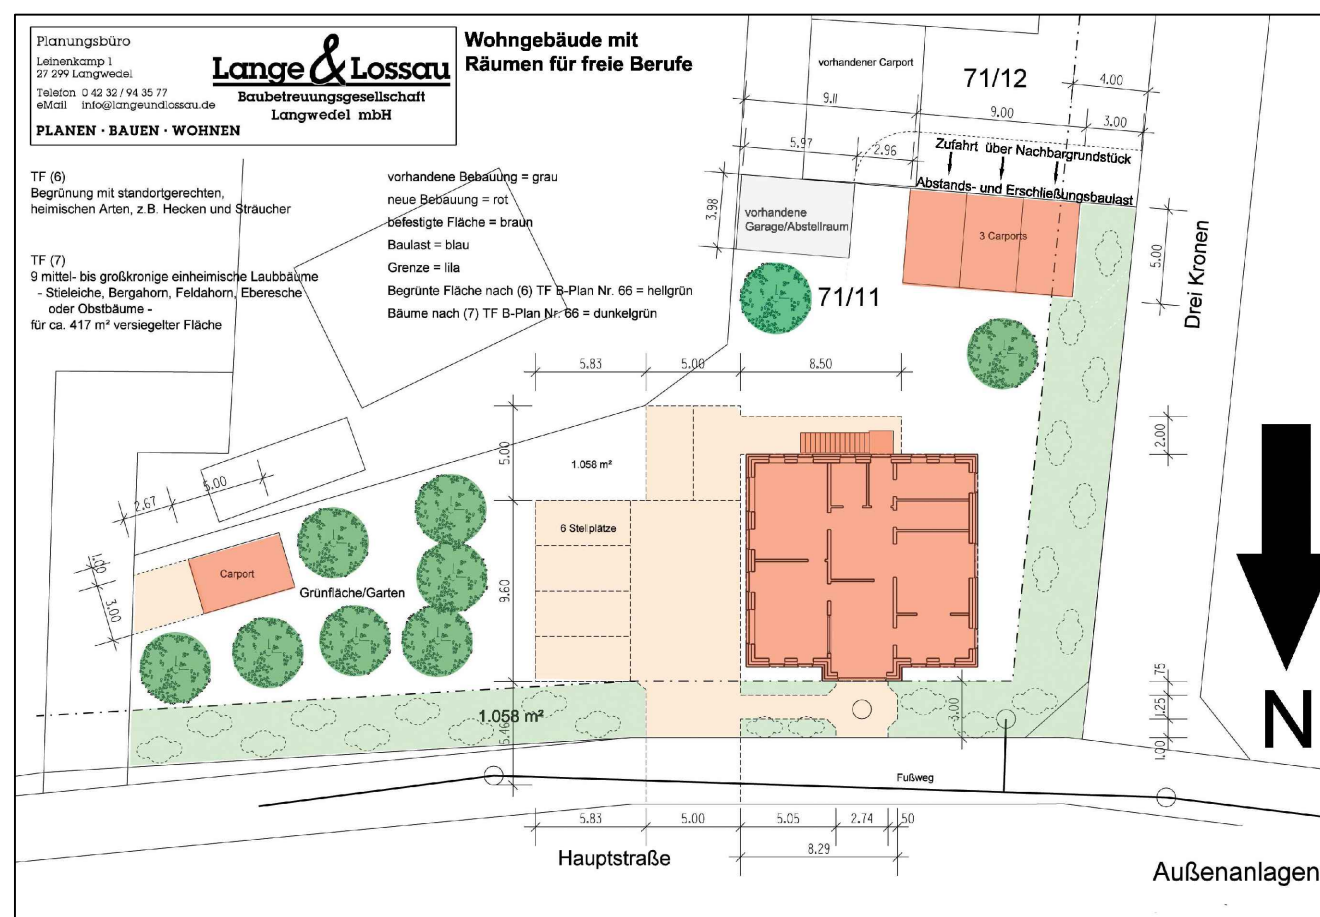 Planungsbüro
Leinenkamp 1
27 299 Langwedel
Telefon 0 42 32 / 94 35 77
eMail info@langeundlossau.de
PLANEN · BAUEN · WOHNEN
Lange & Lossau
Baubetreuungsgesellschaft
Langwedel mbH
Wohngebäude mit
Räumen für freie Berufe
TF (6)
Begrünung mit standortgerechten,
heimischen Arten, z.B. Hecken und Sträucher
TF (7)
9 mittel- bis großkronige einheimische Laubbäume
- Stieleiche, Bergahorn, Feldahorn, Eberesche
oder Obstbäume -
für ca. 417 m² versiegelter Fläche
vorhandene Bebauung = grau
neue Bebauung = rot
befestigte Fläche = braun
Baulast = blau
Grenze = lila
Begrünte Fläche nach (6) TF B-Plan Nr. 66 = hellgrün
Bäume nach (7) TF B-Plan Nr. 66 = dunkelgrün
vorhandener Carport
71/12
4.00
9.11
9.00
3.00
5.97
2.96
Zufahrt über Nachbargrundstück
Abstands- und Erschließungsbaulast
3.98
vorhandene
Garage/Abstellraum
3 Carports
5.00
Drei Kronen
71/11
5.83
5.00
8.50
2.00
5.00
1.058 m²
2.67
5.00
6 Stellplätze
1.00
3.00
Carport
Grünfläche/Garten
9.60
75
1.25
1.00
3.00
1.058 m²
5.46
N
Fußweg
5.83
5.00
5.05
2.74
50
8.29
Hauptstraße
Außenanlagen